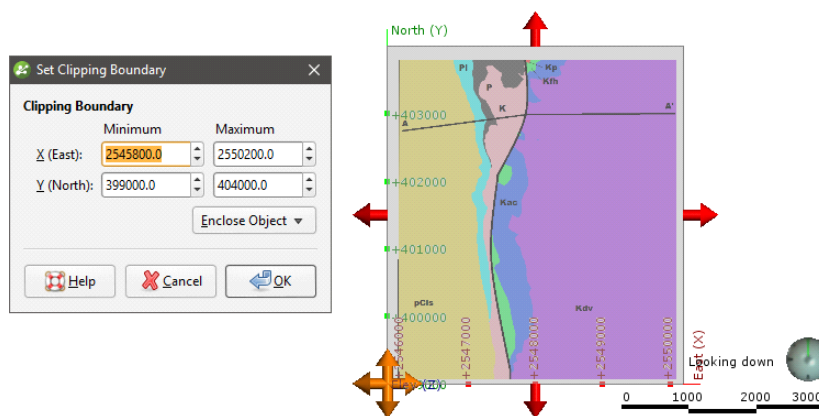 Set Clipping Boundary
Clipping Boundary
Minimum Maximum
X (East): 2545800.0 2550200.0
Y (North): 399000.0 404000.0
Enclose Object
Help Cancel OK
North (Y)
Pl
Kp
P
Kfh
+403000
K
A
A'
+402000
Kac
+401000
pCls
Kdv
+400000
+2546000
+2547000
+2548000
+2549000
+2550000
East (X)
Looking down
0 1000 2000 3000